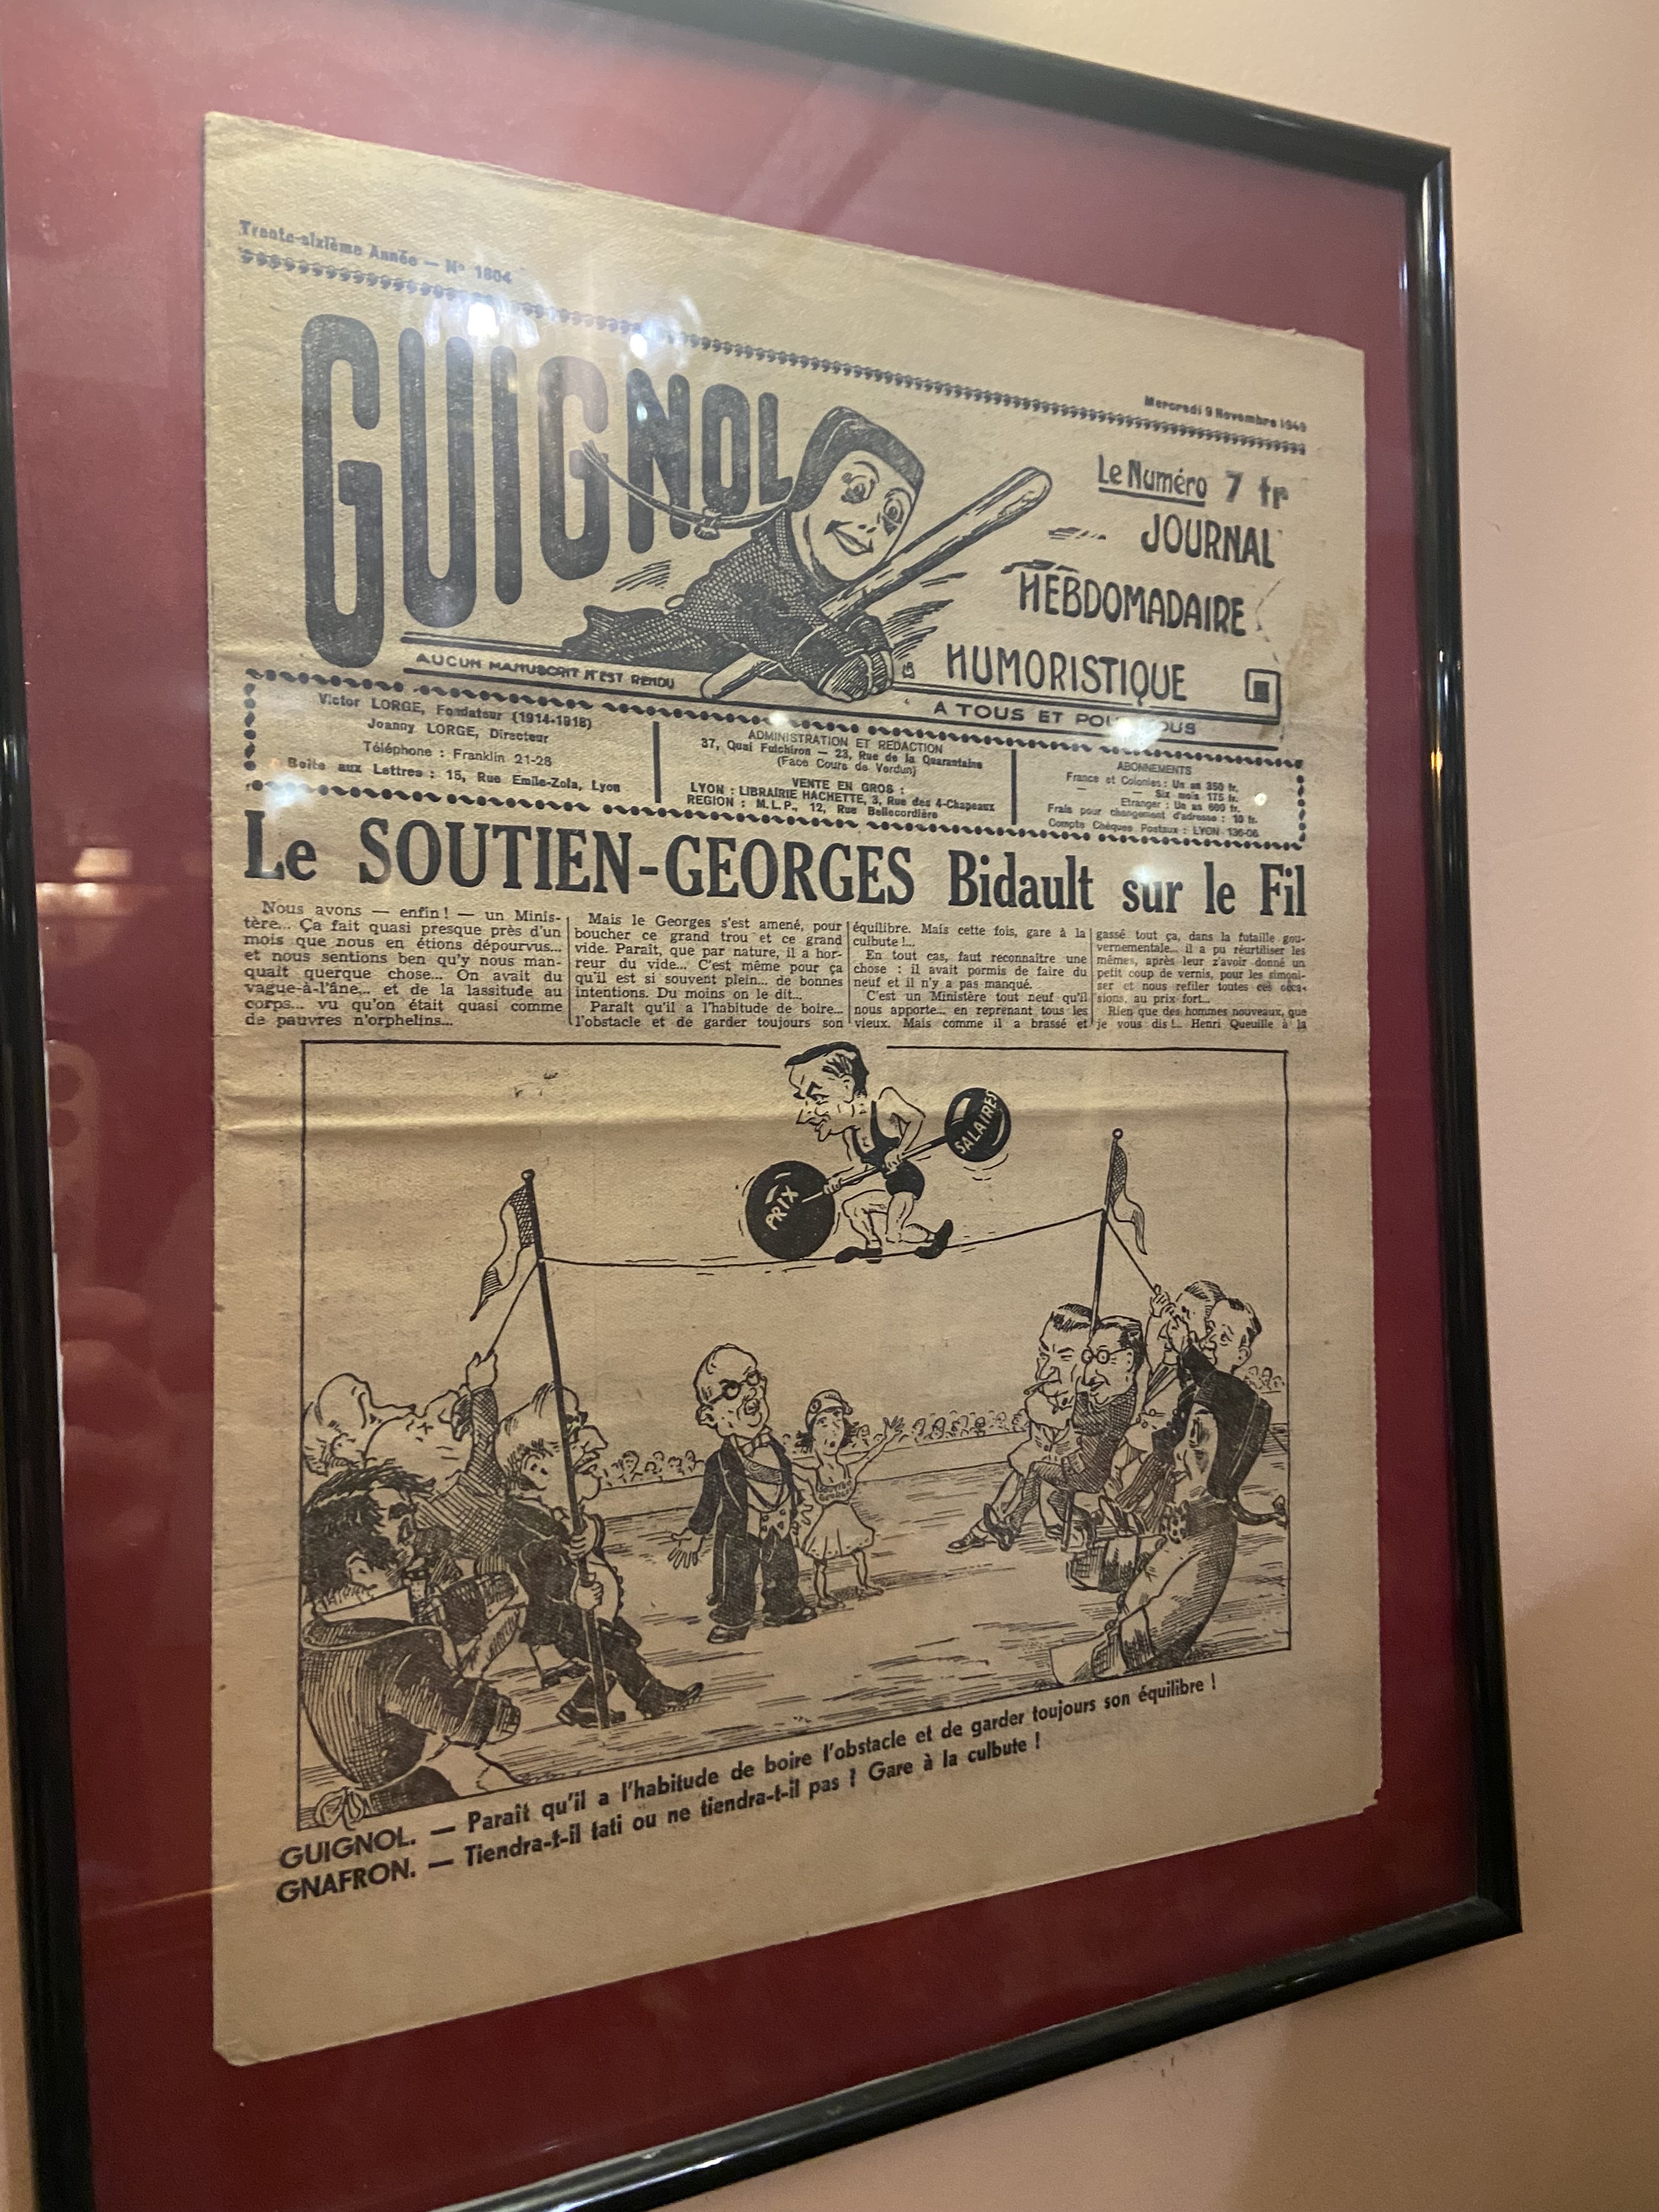 Trente-sixième Année — N° 1804
Mercredi 9 Novembre 1949
GUIGNOL
Le Numéro 7 fr
JOURNAL
HEBDOMADAIRE
HUMORISTIQUE
AUCUN MANUSCRIT N'EST RENDU
A TOUS ET POUR TOUS
Victor LORGE, Fondateur (1914-1918)
Joanny LORGE, Directeur
Téléphone : Franklin 21-28
Boîte aux Lettres : 15, Rue Emile-Zola, Lyon
ADMINISTRATION ET REDACTION
37, Quai Fulchiron — 23, Rue de la Quarantaine
(Face Cours de Verdun)
VENTE EN GROS :
LYON : LIBRAIRIE HACHETTE, 3, Rue des 4-Chapeaux
REGION : M.L.P., 12, Rue Bellecordière
ABONNEMENTS
France et Colonies : Un an 350 fr.
— Six mois 175 fr.
Etranger : Un an 600 fr.
Frais pour changement d'adresse : 10 fr.
Compte Chèques Postaux : LYON 136-06
Le SOUTIEN-GEORGES Bidault sur le Fil
Nous avons — enfin ! — un Minis-
tère... Ça fait quasi presque près d'un
mois que nous en étions dépourvus...
et nous sentions ben qu'y nous man-
quait querque chose... On avait du
vague-à-l'âne... et de la lassitude au
corps... vu qu'on était quasi comme
de pauvres n'orphelins...
Mais le Georges s'est amené, pour
boucher ce grand trou et ce grand
vide. Paraît, que par nature, il a hor-
reur du vide... C'est même pour ça
qu'il est si souvent plein... de bonnes
intentions. Du moins on le dit...
Paraît qu'il a l'habitude de boire...
l'obstacle et de garder toujours son
équilibre. Mais cette fois, gare à la
culbute !...
En tout cas, faut reconnaître une
chose : il avait pormis de faire du
neuf et il n'y a pas manqué.
C'est un Ministère tout neuf qu'il
nous apporte... en reprenant tous les
vieux. Mais comme il a brassé et
gassé tout ça, dans la futaille gou-
vernementale... il a pu réurtiliser les
mêmes, après leur z'avoir donné un
petit coup de vernis, pour les simoni-
ser et nous refiler toutes ces occa-
sions, au prix fort...
Rien que des hommes nouveaux, que
je vous dis !... Henri Queuille à la
PRIX
SALAIRES
GUIGNOL. — Paraît qu'il a l'habitude de boire l'obstacle et de garder toujours son équilibre !
GNAFRON. — Tiendra-t-il tati ou ne tiendra-t-il pas ? Gare à la culbute !